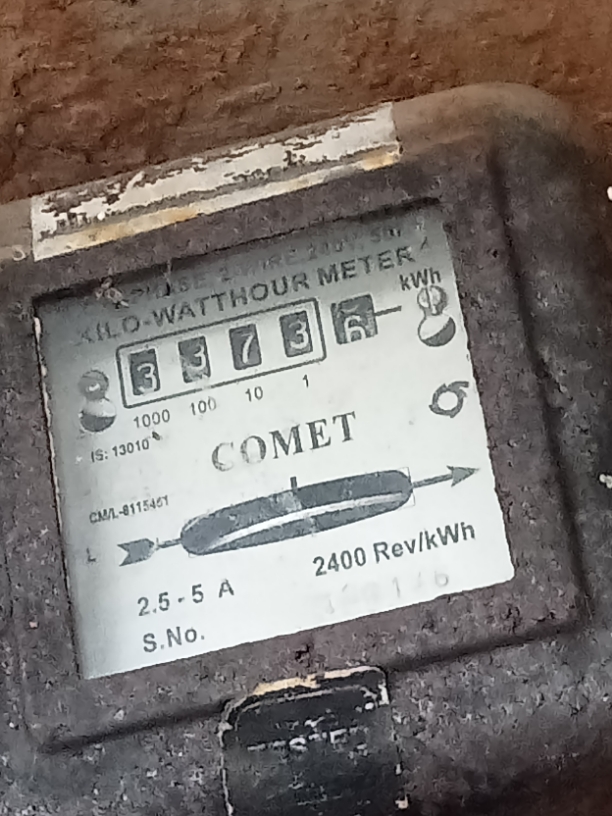 KILO-WATTHOUR METER
kWh
3 3 7 3 6
1000 100 10 1
IS: 13010
COMET
CM/L-8115461
L
2400 Rev/kWh
2.5 - 5 A
S.No.